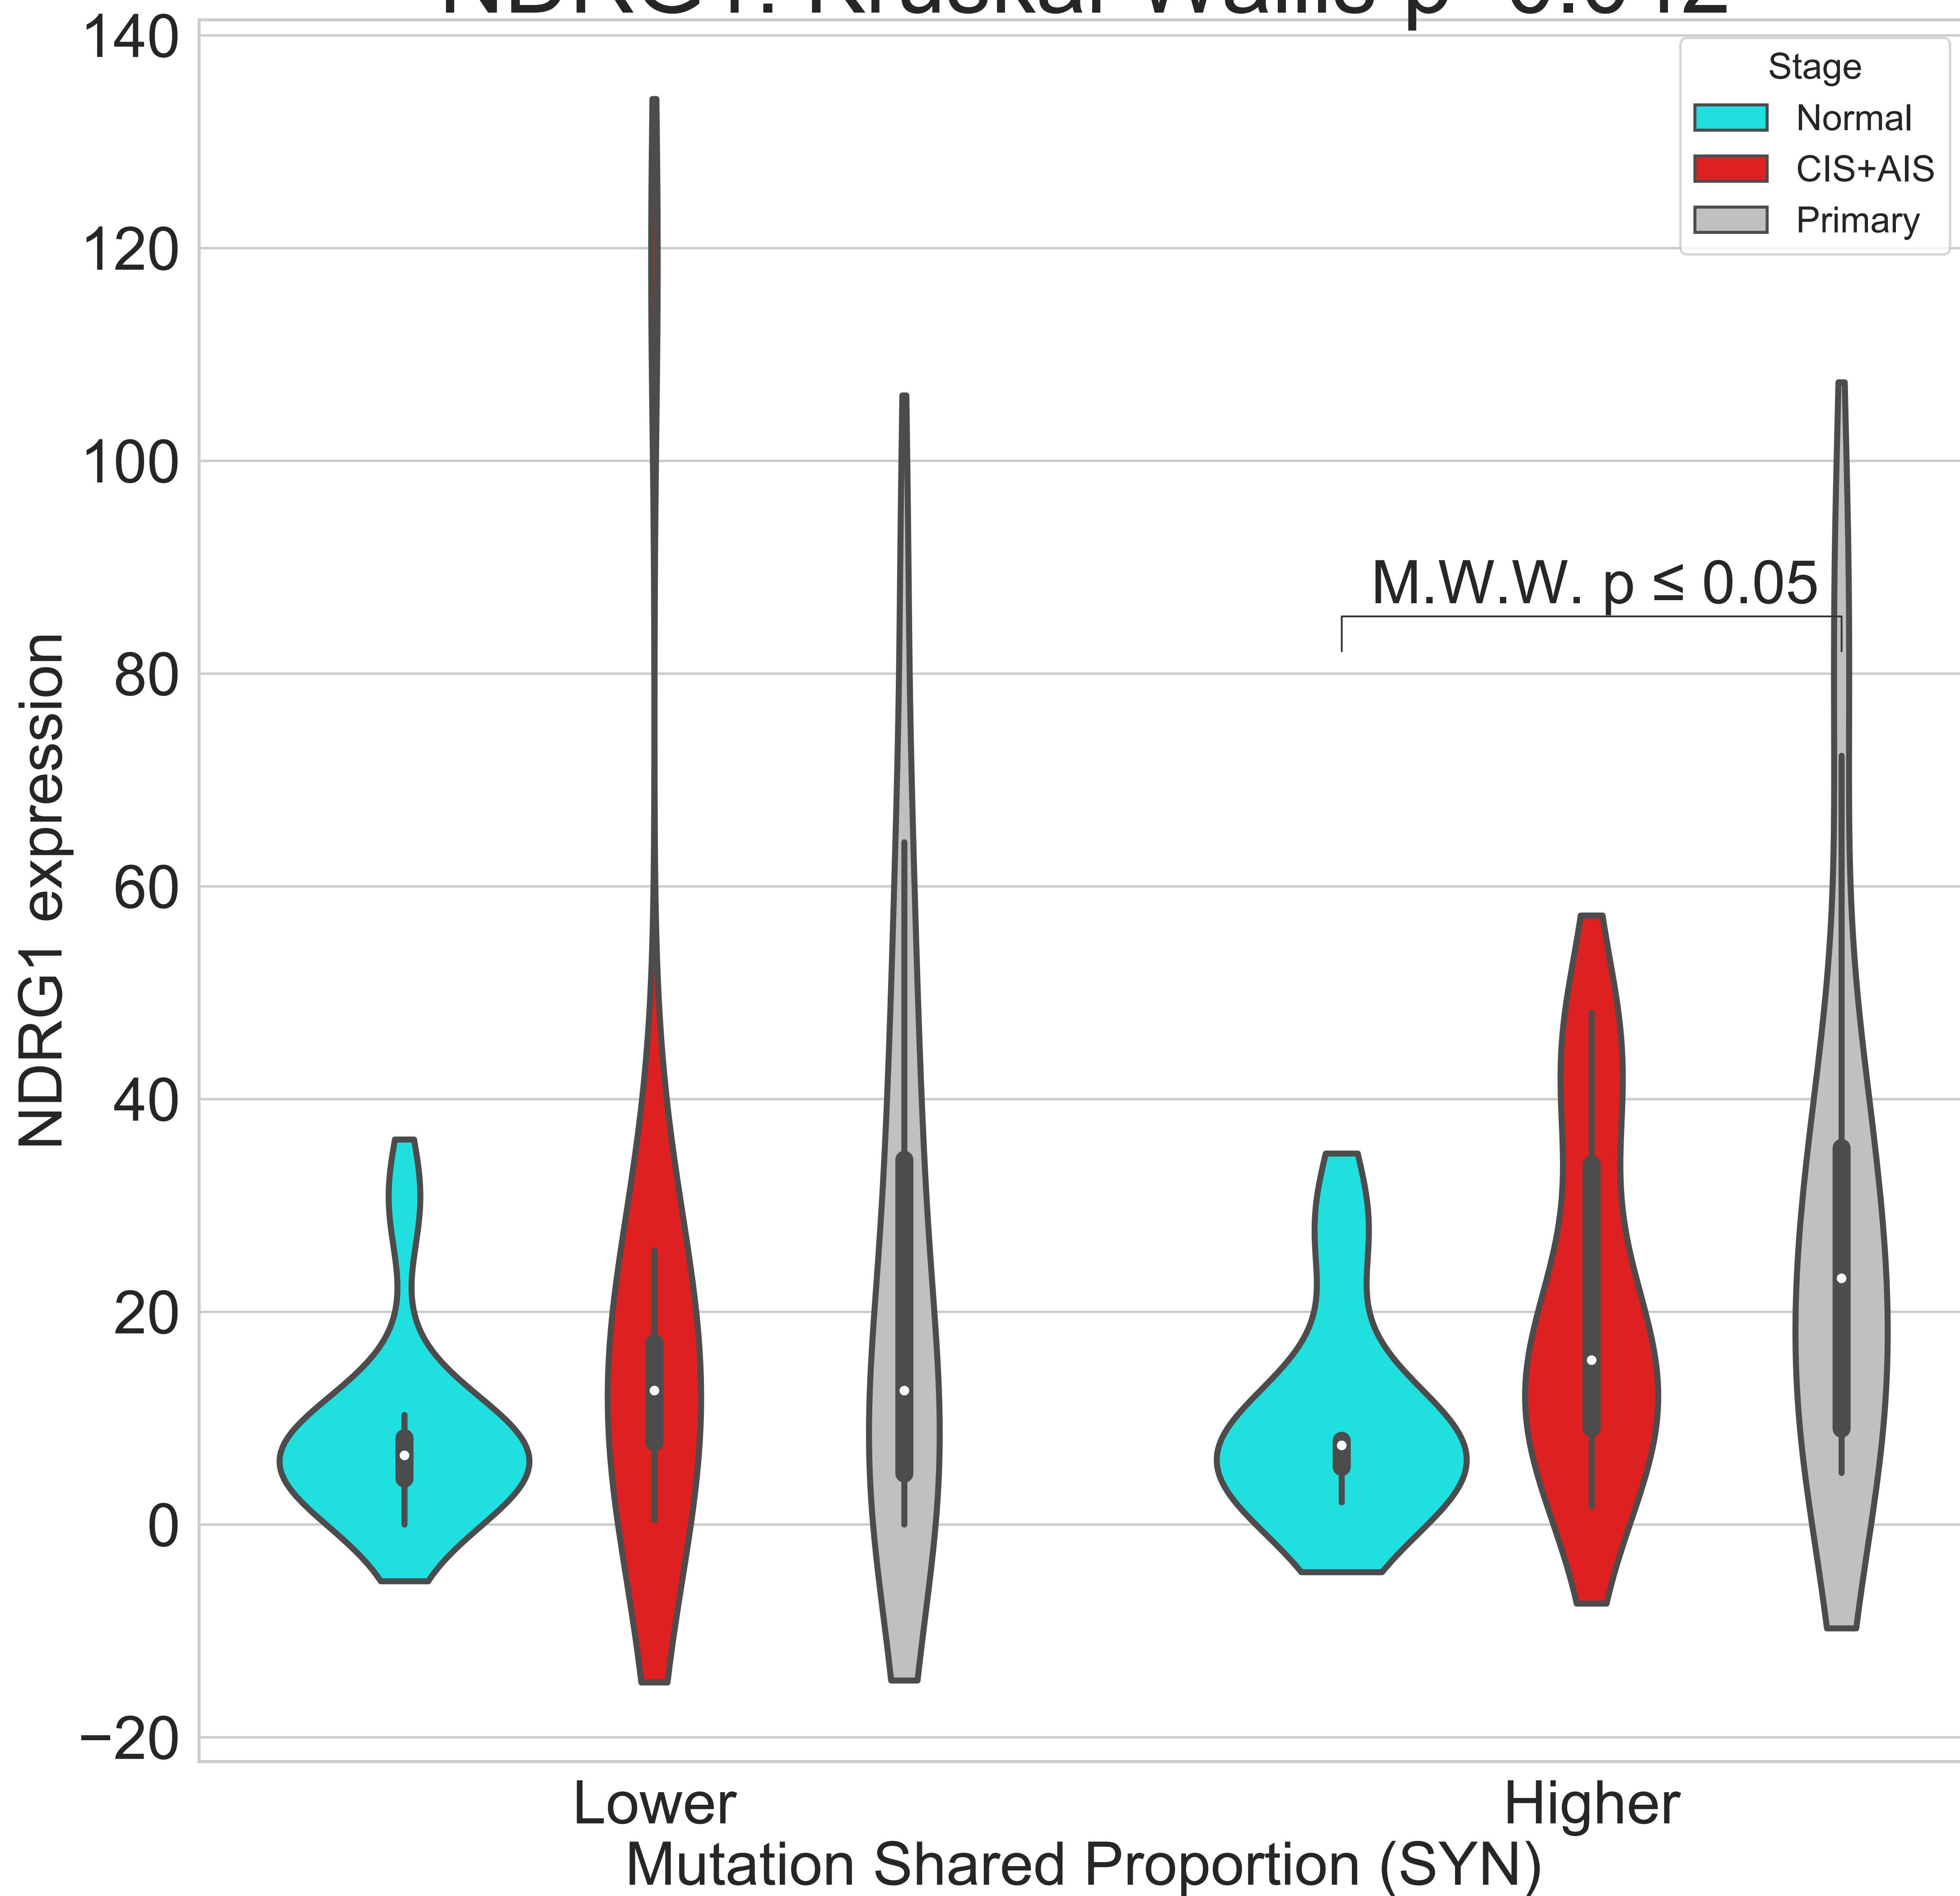 140
120
100
80
60
40
20
0
−20
NDRG1 expression
Stage
Normal
CIS+AIS
Primary
M.W.W. p ≤ 0.05
Lower
Higher
Mutation Shared Proportion (SYN)